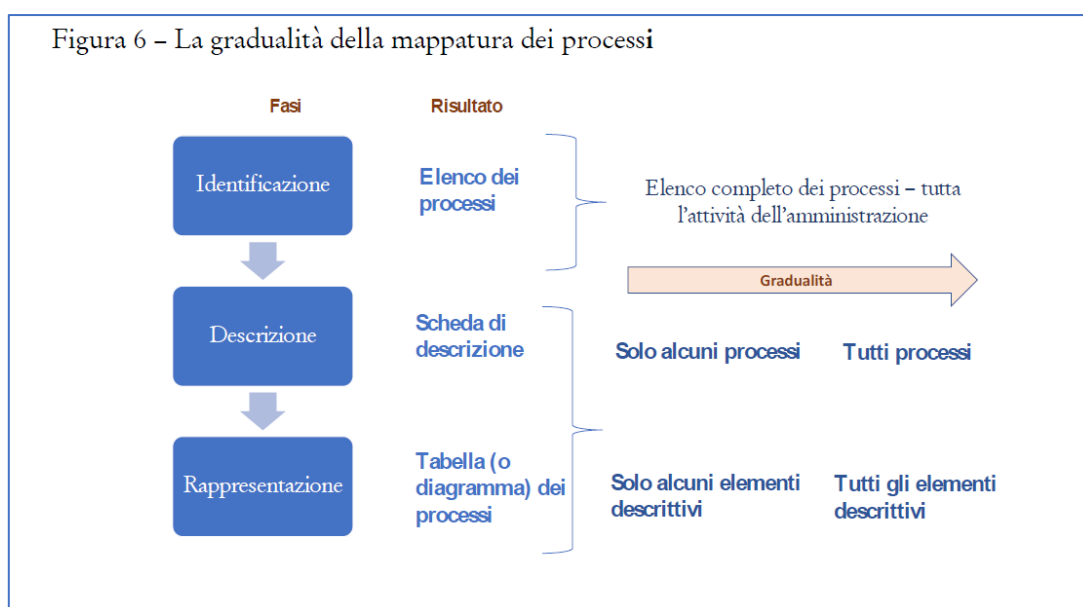 Figura 6 – La gradualità della mappatura dei processi
Fasi
Risultato
Identificazione
Elenco dei
processi
Elenco completo dei processi – tutta
l'attività dell'amministrazione
Gradualità
Descrizione
Scheda di
descrizione
Solo alcuni processi
Tutti processi
Rappresentazione
Tabella (o
diagramma) dei
processi
Solo alcuni elementi
descrittivi
Tutti gli elementi
descrittivi